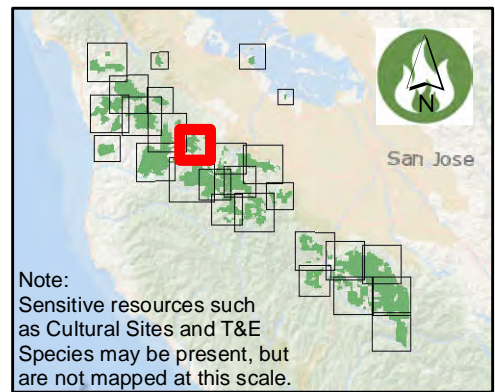 N
San Jose
Note:
Sensitive resources such
as Cultural Sites and T&E
Species may be present, but
are not mapped at this scale.